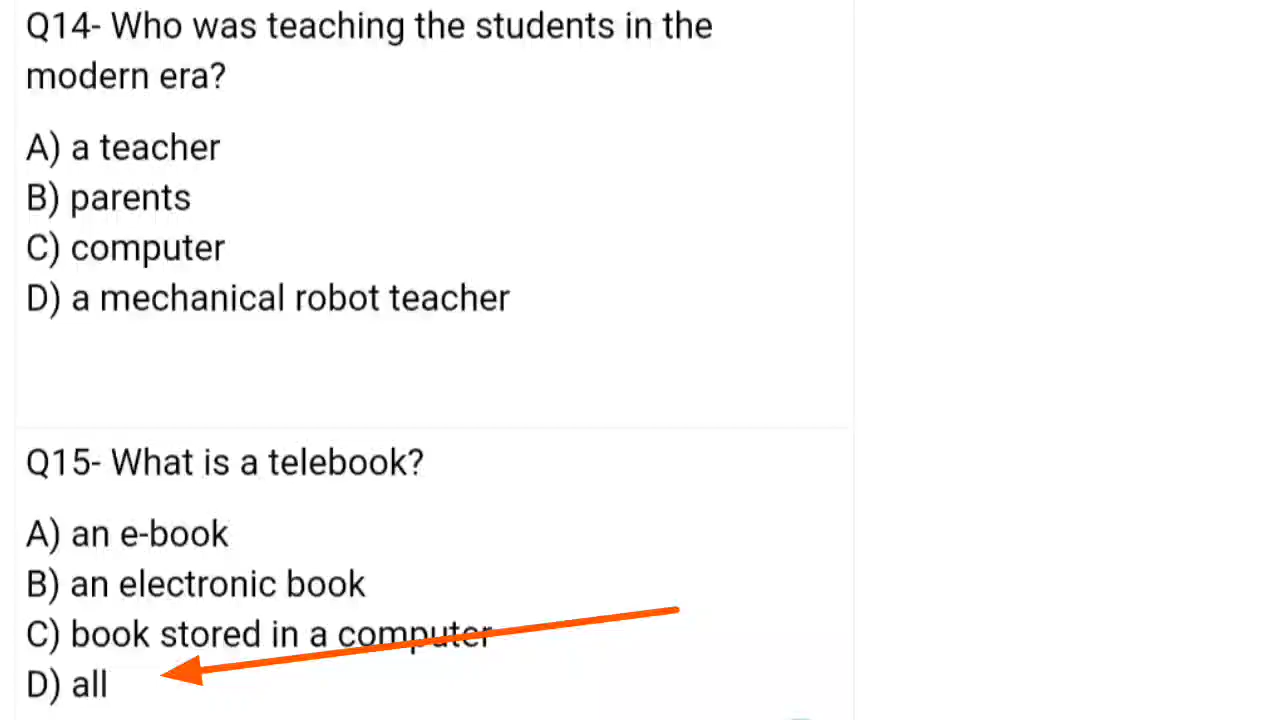 Q14- Who was teaching the students in the
modern era?
A) a teacher
B) parents
C) computer
D) a mechanical robot teacher
Q15- What is a telebook?
A) an e-book
B) an electronic book
C) book stored in a computer
D) all